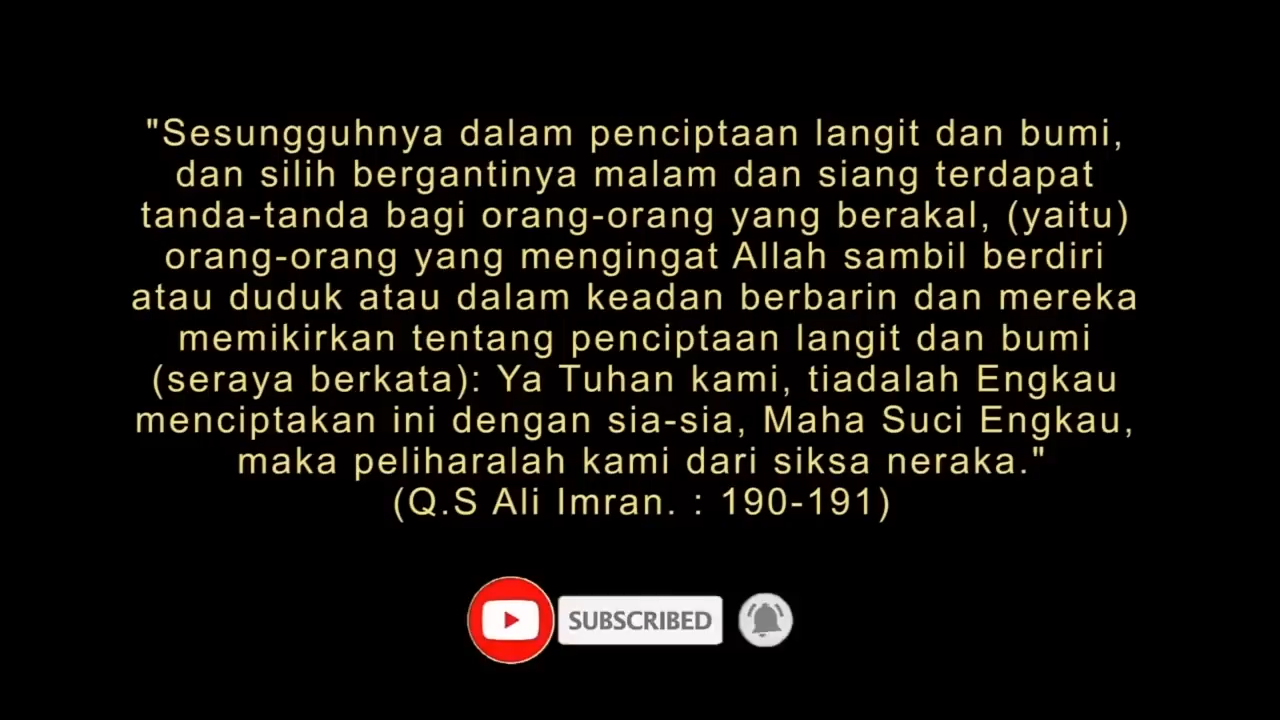 "Sesungguhnya dalam penciptaan langit dan bumi,
dan silih bergantinya malam dan siang terdapat
tanda-tanda bagi orang-orang yang berakal, (yaitu)
orang-orang yang mengingat Allah sambil berdiri
atau duduk atau dalam keadan berbarin dan mereka
memikirkan tentang penciptaan langit dan bumi
(seraya berkata): Ya Tuhan kami, tiadalah Engkau
menciptakan ini dengan sia-sia, Maha Suci Engkau,
maka peliharalah kami dari siksa neraka."
(Q.S Ali Imran. : 190-191)
SUBSCRIBED